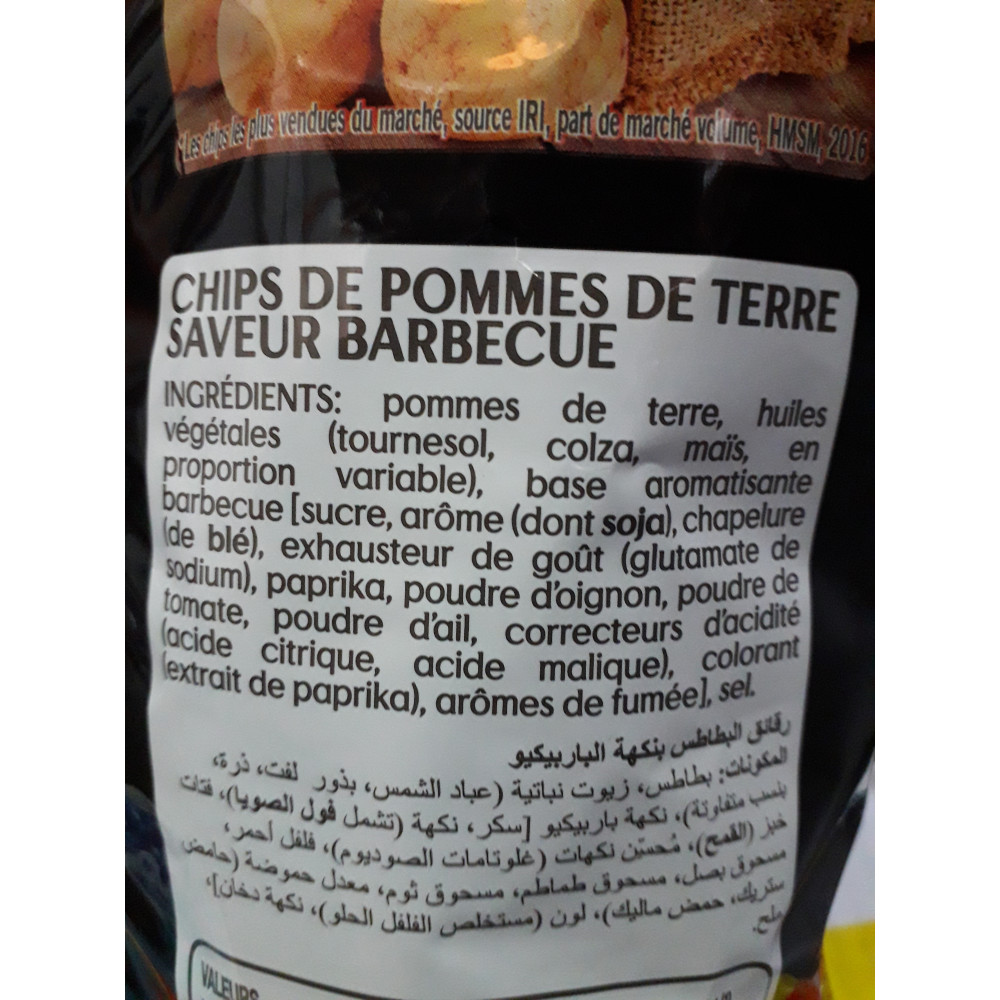 *Les chips les plus vendues du marché, source IRI, part de marché volume, HMSM, 2016
CHIPS DE POMMES DE TERRE
SAVEUR BARBECUE
INGRÉDIENTS: pommes de terre, huiles
végétales (tournesol, colza, maïs, en
proportion variable), base aromatisante
barbecue [sucre, arôme (dont soja), chapelure
(de blé), exhausteur de goût (glutamate de
sodium), paprika, poudre d'oignon, poudre de
tomate, poudre d'ail, correcteurs d'acidité
(acide citrique, acide malique), colorant
(extrait de paprika), arômes de fumée], sel.
رقائق البطاطس بنكهة الباربيكيو
المكونات: بطاطس، زيوت نباتية (عباد الشمس، بذور لفت، ذرة،
بنسب متفاوتة)، نكهة باربيكيو [سكر، نكهة (تشمل فول الصويا)، فتات
خبز (القمح)، مُحسّن نكهات (غلوتامات الصوديوم)، فلفل أحمر،
مسحوق بصل، مسحوق طماطم، مسحوق ثوم، معدل حموضة (حامض
ستريك، حمض ماليك)، لون (مستخلص الفلفل الحلو)، نكهة دخان]،
ملح.
VALEURS